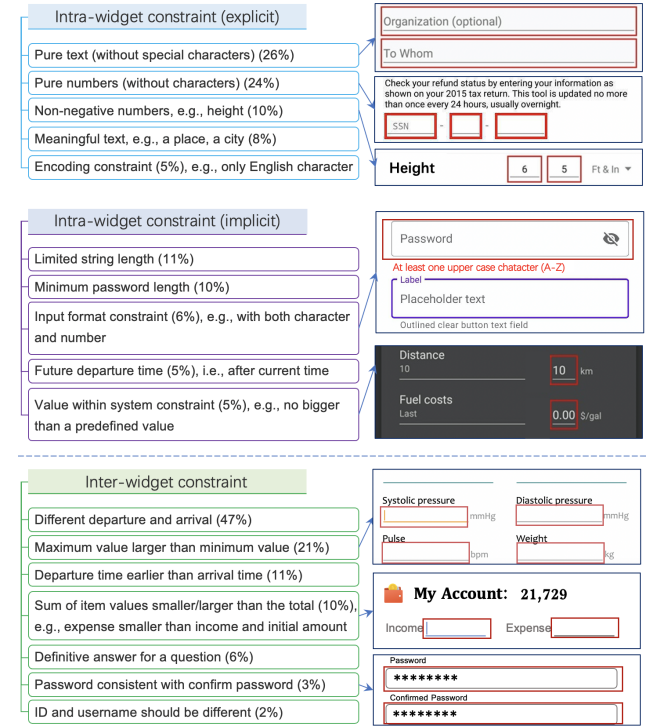 Intra-widget constraint (explicit)
Pure text (without special characters) (26%)
Pure numbers (without characters) (24%)
Non-negative numbers, e.g., height (10%)
Meaningful text, e.g., a place, a city (8%)
Encoding constraint (5%), e.g., only English character
Organization (optional)
To Whom
Check your refund status by entering your information as
shown on your 2015 tax return. This tool is updated no more
than once every 24 hours, usually overnight.
SSN - -
Height 6 5 Ft & In
Intra-widget constraint (implicit)
Limited string length (11%)
Minimum password length (10%)
Input format constraint (6%), e.g., with both character
and number
Future departure time (5%), i.e., after current time
Value within system constraint (5%), e.g., no bigger
than a predefined value
Password
At least one upper case chatacter (A-Z)
Label
Placeholder text
Outlined clear button text field
Distance
10
10 km
Fuel costs
Last
0.00 $/gal
Inter-widget constraint
Different departure and arrival (47%)
Maximum value larger than minimum value (21%)
Departure time earlier than arrival time (11%)
Sum of item values smaller/larger than the total (10%),
e.g., expense smaller than income and initial amount
Definitive answer for a question (6%)
Password consistent with confirm password (3%)
ID and username should be different (2%)
Systolic pressure Diastolic pressure
mmHg mmHg
Pulse Weight
bpm kg
My Account: 21,729
Income Expense
Password
********
Confirmed Password
********